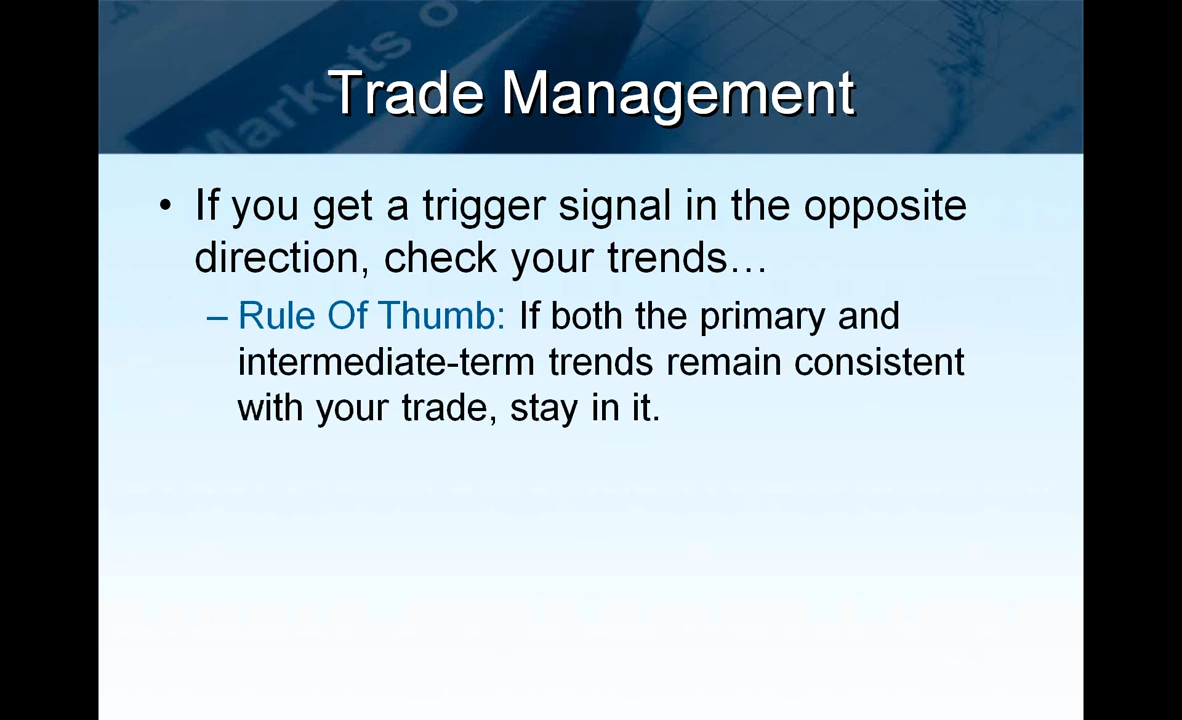 Markets o
Trade Management
• If you get a trigger signal in the opposite
direction, check your trends…
– Rule Of Thumb: If both the primary and
intermediate-term trends remain consistent
with your trade, stay in it.